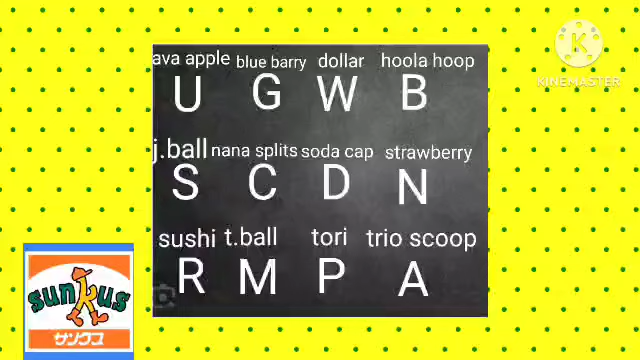 ava apple blue barry dollar hoola hoop
U G W B
j.ball nana splits soda cap strawberry
S C D N
sushi t.ball tori trio scoop
R M P A
KINEMASTER
sunkus
サンクス